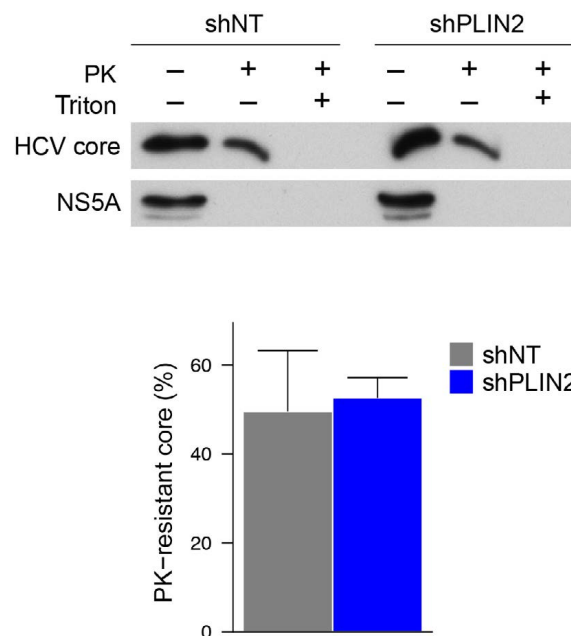 shNT shPLIN2
PK – + + – + +
Triton – – + – – +
HCV core
NS5A
60
40
20
0
PK−resistant core (%)
shNT
shPLIN2